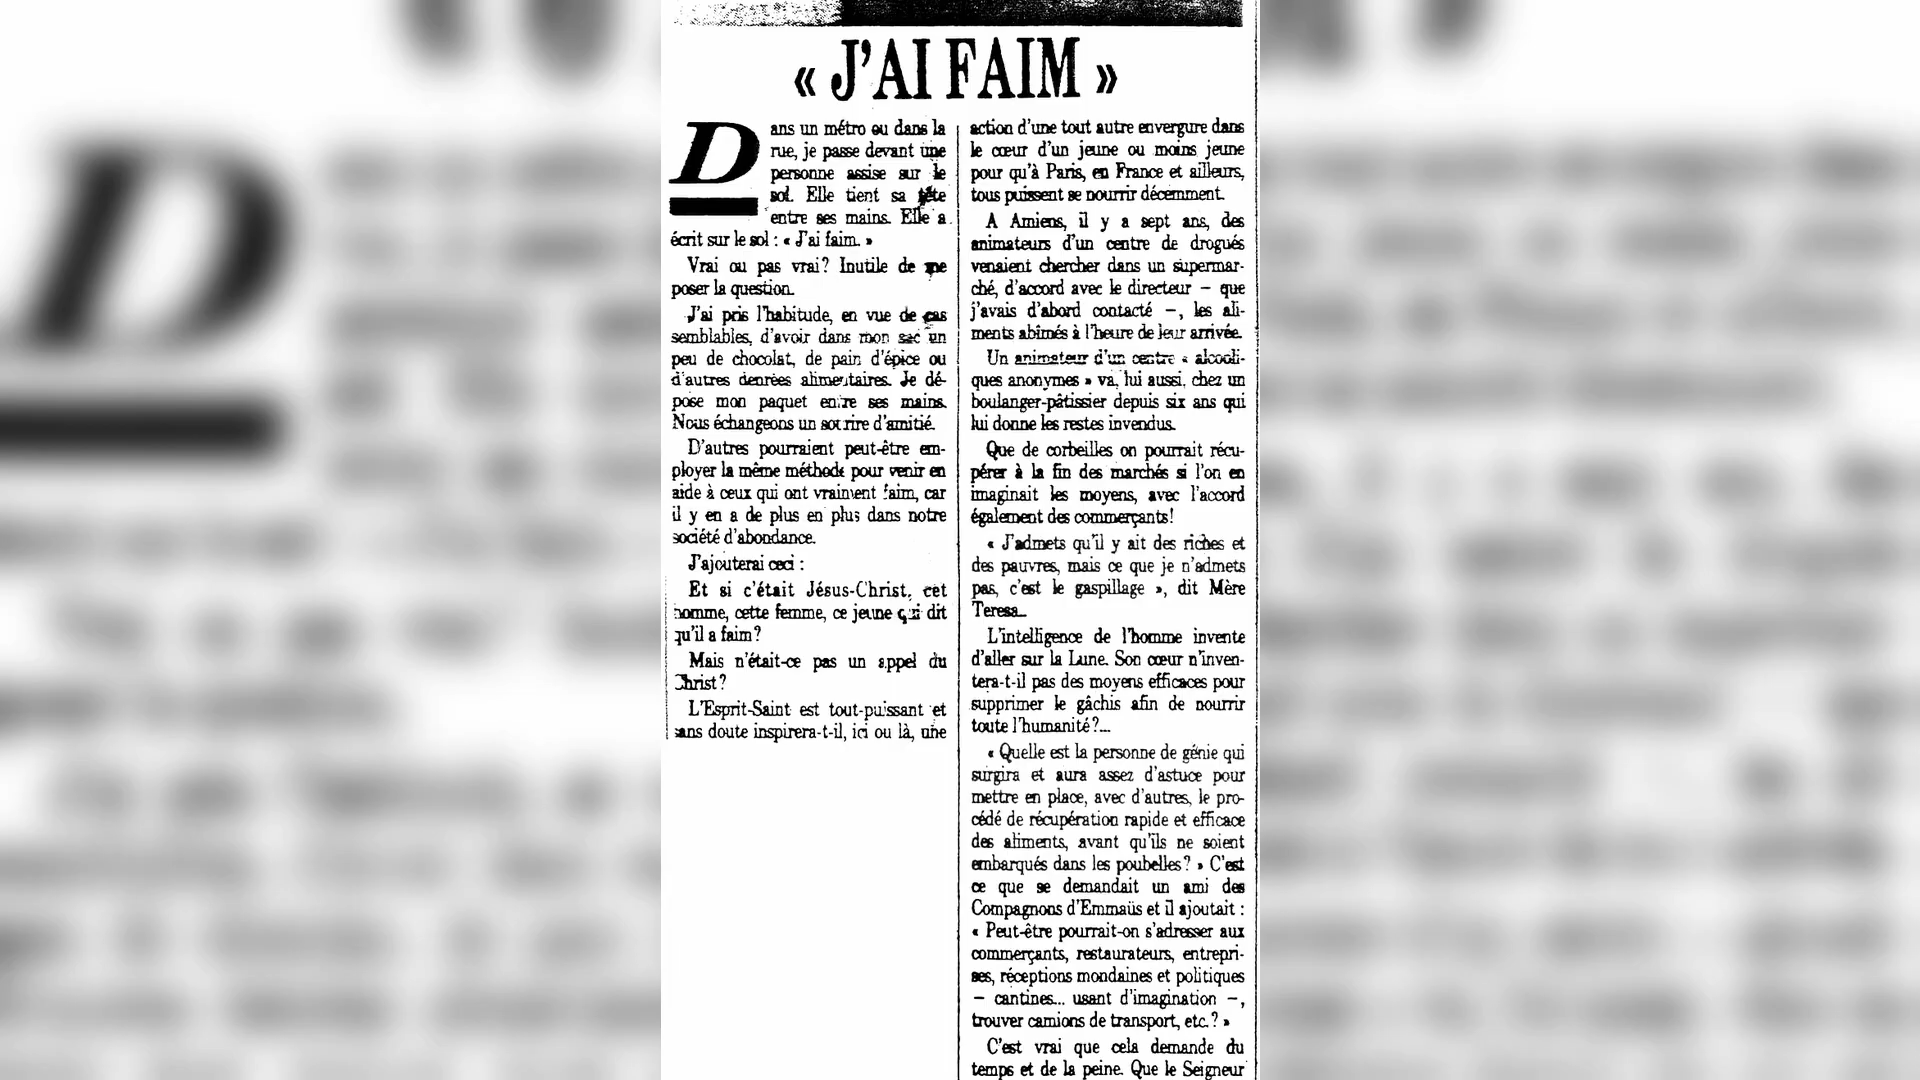 « J'AI FAIM »
Dans un métro ou dans la
rue, je passe devant une
personne assise sur le
sol. Elle tient sa tête
entre ses mains. Elle a
écrit sur le sol : « J'ai faim. »
Vrai ou pas vrai ? Inutile de me
poser la question.
J'ai pris l'habitude, en vue de cas
semblables, d'avoir dans mon sac un
peu de chocolat, de pain d'épice ou
d'autres denrées alimentaires. Je dé-
pose mon paquet entre ses mains.
Nous échangeons un sourire d'amitié.
D'autres pourraient peut-être em-
ployer la même méthode pour venir en
aide à ceux qui ont vraiment faim, car
il y en a de plus en plus dans notre
société d'abondance.
J'ajouterai ceci :
Et si c'était Jésus-Christ, cet
homme, cette femme, ce jeune qui dit
qu'il a faim ?
Mais n'était-ce pas un appel du
Christ ?
L'Esprit-Saint est tout-puissant et
sans doute inspirera-t-il, ici ou là, une
action d'une tout autre envergure dans
le cœur d'un jeune ou moins jeune
pour qu'à Paris, en France et ailleurs,
tous puissent se nourrir décemment.
A Amiens, il y a sept ans, des
animateurs d'un centre de drogués
venaient chercher dans un supermar-
ché, d'accord avec le directeur – que
j'avais d'abord contacté –, les ali-
ments abîmés à l'heure de leur arrivée.
Un animateur d'un centre « alcooli-
ques anonymes » va, lui aussi, chez un
boulanger-pâtissier depuis six ans qui
lui donne les restes invendus.
Que de corbeilles on pourrait récu-
pérer à la fin des marchés si l'on en
imaginait les moyens, avec l'accord
également des commerçants !
« J'admets qu'il y ait des riches et
des pauvres, mais ce que je n'admets
pas, c'est le gaspillage », dit Mère
Teresa...
L'intelligence de l'homme invente
d'aller sur la Lune. Son cœur n'inven-
tera-t-il pas des moyens efficaces pour
supprimer le gâchis afin de nourrir
toute l'humanité ?...
« Quelle est la personne de génie qui
surgira et aura assez d'astuce pour
mettre en place, avec d'autres, le pro-
cédé de récupération rapide et efficace
des aliments, avant qu'ils ne soient
embarqués dans les poubelles ? » C'est
ce que se demandait un ami des
Compagnons d'Emmaüs et il ajoutait :
« Peut-être pourrait-on s'adresser aux
commerçants, restaurateurs, entrepri-
ses, réceptions mondaines et politiques
– cantines... usant d'imagination –,
trouver camions de transport, etc. ? »
C'est vrai que cela demande du
temps et de la peine. Que le Seigneur